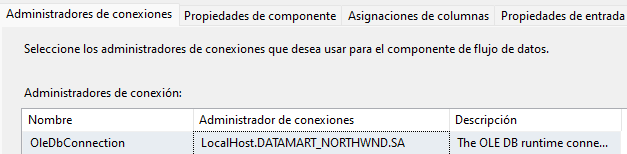 Administradores de conexiones Propiedades de componente Asignaciones de columnas Propiedades de entrada
Seleccione los administradores de conexiones que desea usar para el componente de flujo de datos.
Administradores de conexión:
Nombre Administrador de conexiones Descripción
OleDbConnection LocalHost.DATAMART_NORTHWND.SA The OLE DB runtime conne...